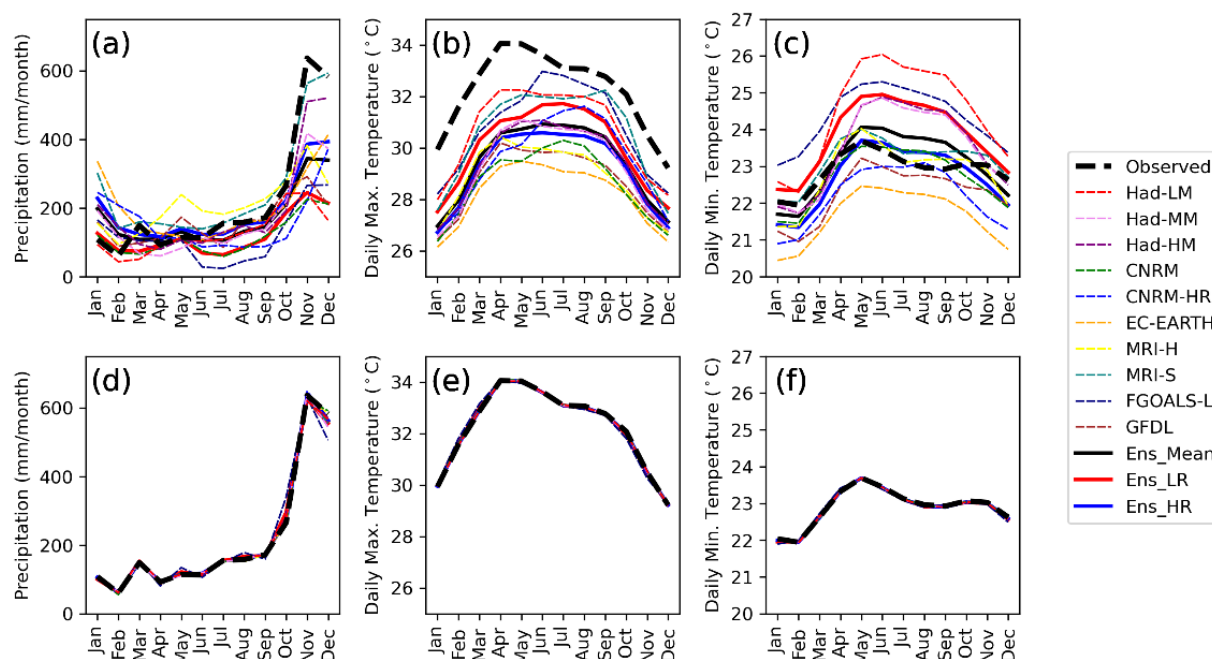 (a)
Precipitation (mm/month)
600
400
200
0
Jan
Feb
Mar
Apr
May
Jun
Jul
Aug
Sep
Oct
Nov
Dec
(b)
Daily Max. Temperature (°C)
34
32
30
28
26
Jan
Feb
Mar
Apr
May
Jun
Jul
Aug
Sep
Oct
Nov
Dec
(c)
Daily Min. Temperature (°C)
27
26
25
24
23
22
21
20
Jan
Feb
Mar
Apr
May
Jun
Jul
Aug
Sep
Oct
Nov
Dec
Observed
Had-LM
Had-MM
Had-HM
CNRM
CNRM-HR
EC-EARTH
MRI-H
MRI-S
FGOALS-L
GFDL
Ens_Mean
Ens_LR
Ens_HR
(d)
Precipitation (mm/month)
600
400
200
0
Jan
Feb
Mar
Apr
May
Jun
Jul
Aug
Sep
Oct
Nov
Dec
(e)
Daily Max. Temperature (°C)
34
32
30
28
26
Jan
Feb
Mar
Apr
May
Jun
Jul
Aug
Sep
Oct
Nov
Dec
(f)
Daily Min. Temperature (°C)
27
26
25
24
23
22
21
20
Jan
Feb
Mar
Apr
May
Jun
Jul
Aug
Sep
Oct
Nov
Dec